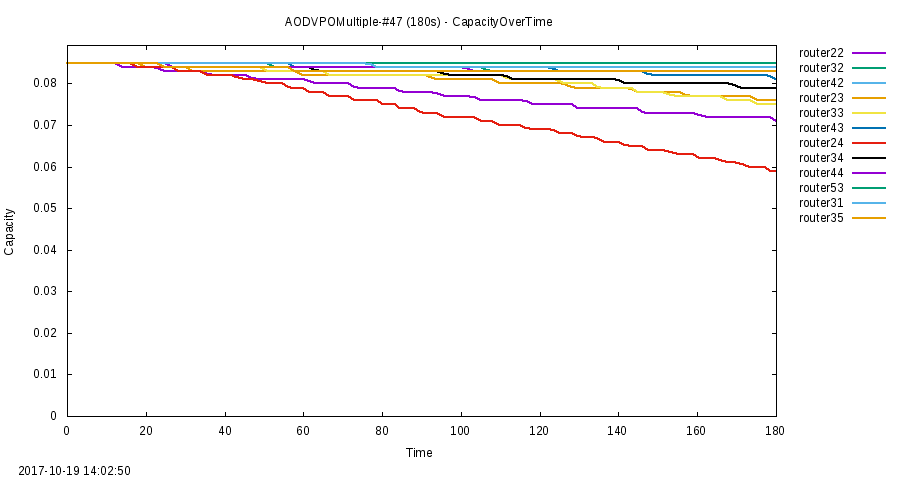 AODVPOMultiple-#47 (180s) - CapacityOverTime
router22
router32
router42
router23
router33
router43
router24
router34
router44
router53
router31
router35
0.08
0.07
0.06
0.05
0.04
0.03
0.02
0.01
0
Capacity
0 20 40 60 80 100 120 140 160 180
Time
2017-10-19 14:02:50